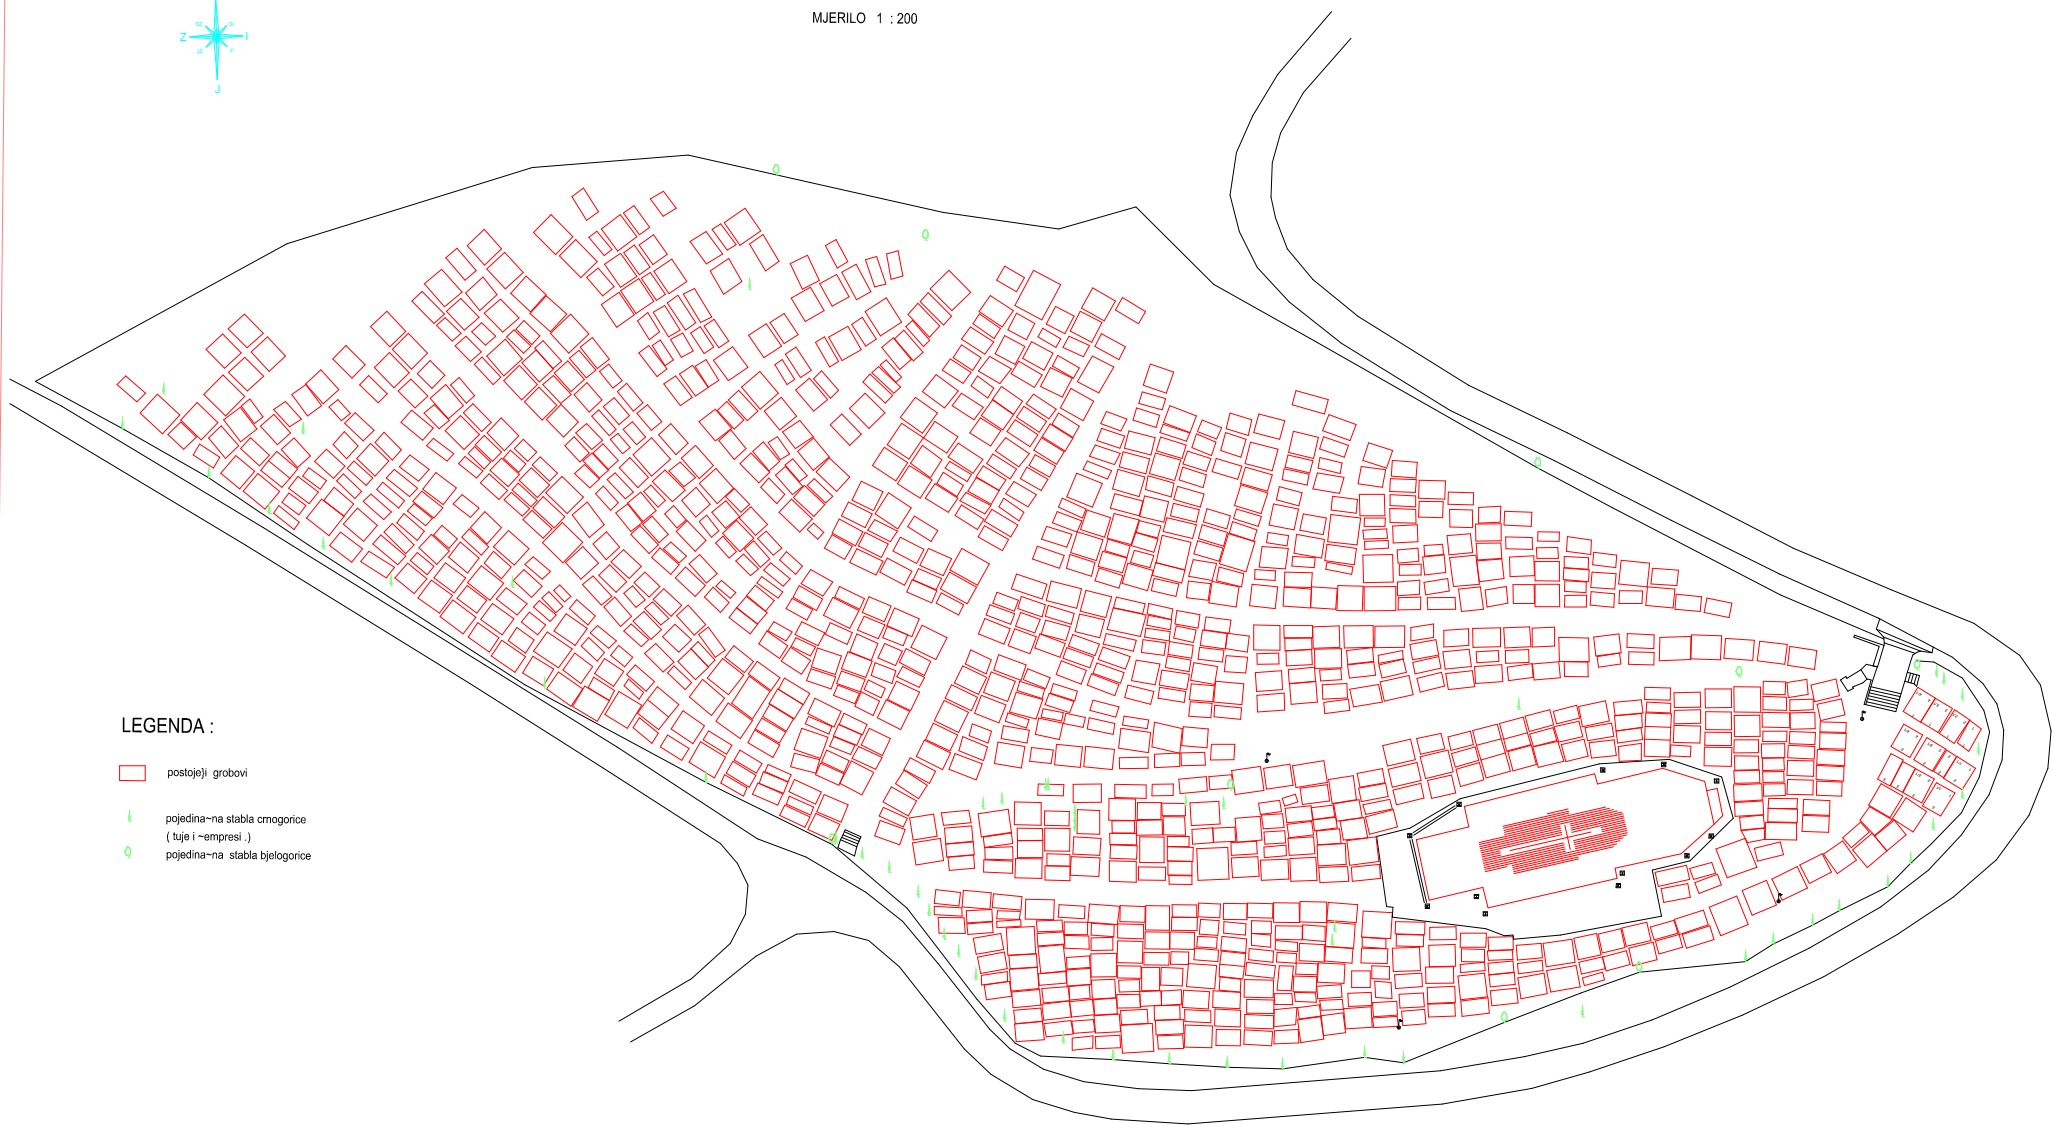 MJERILO 1 : 200
Z
I
J
LEGENDA :
postoje}i grobovi
pojedina~na stabla crnogorice
( tuje i ~empresi .)
pojedina~na stabla bjelogorice